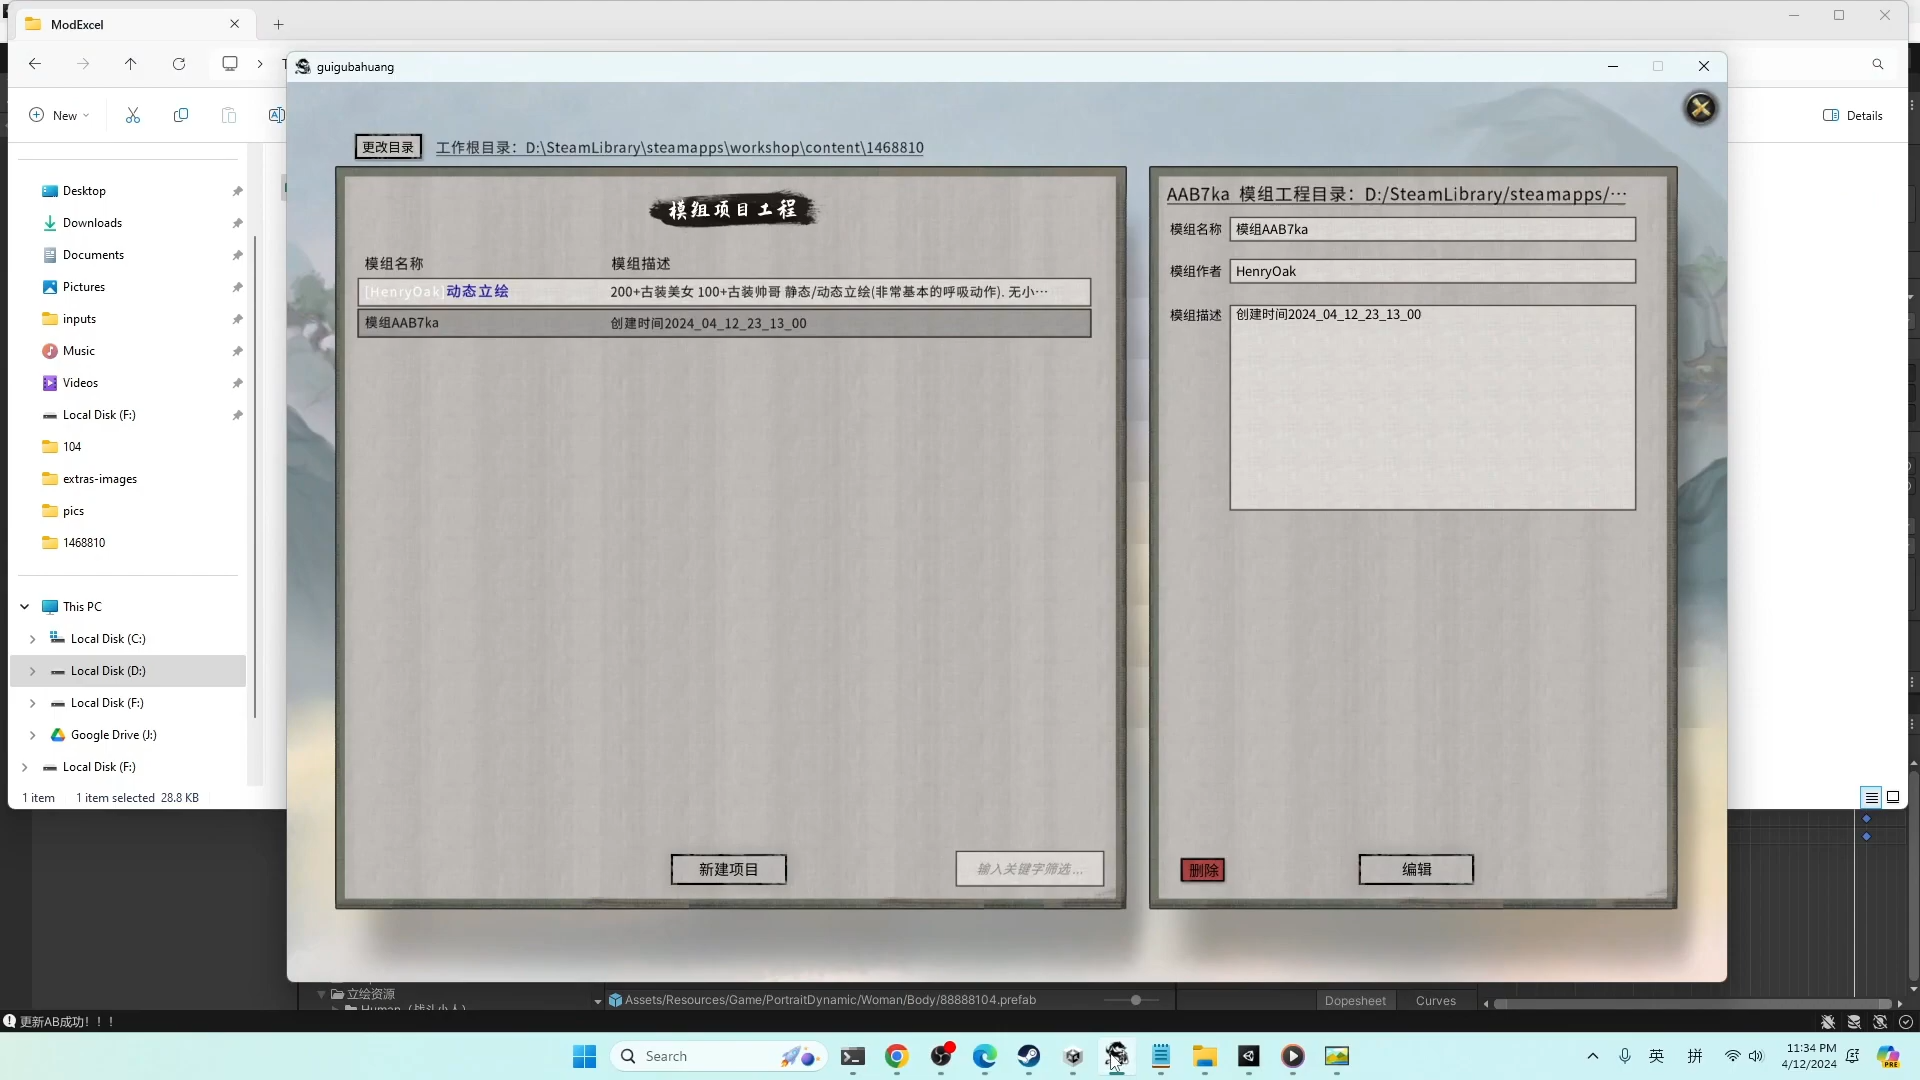 ModExcel
guigubahuang
New
Details
更改目录
工作根目录：D:\SteamLibrary\steamapps\workshop\content\1468810
模组项目工程
模组名称
模组描述
[HenryOak]动态立绘
200+古装美女 100+古装帅哥 静态/动态立绘(非常基本的呼吸动作). 无小…
模组AAB7ka
创建时间2024_04_12_23_13_00
新建项目
输入关键字筛选...
AAB7ka 模组工程目录：D:/SteamLibrary/steamapps/…
模组名称
模组AAB7ka
模组作者
HenryOak
模组描述
创建时间2024_04_12_23_13_00
删除
编辑
Desktop
Downloads
Documents
Pictures
inputs
Music
Videos
Local Disk (F:)
104
extras-images
pics
1468810
This PC
Local Disk (C:)
Local Disk (D:)
Local Disk (F:)
Google Drive (J:)
Local Disk (F:)
1 item
1 item selected 28.8 KB
立绘资源
Human（战斗小人）
Assets/Resources/Game/PortraitDynamic/Woman/Body/88888104.prefab
Dopesheet
Curves
更新AB成功！！！
Search
英
拼
11:34 PM
4/12/2024
PRE